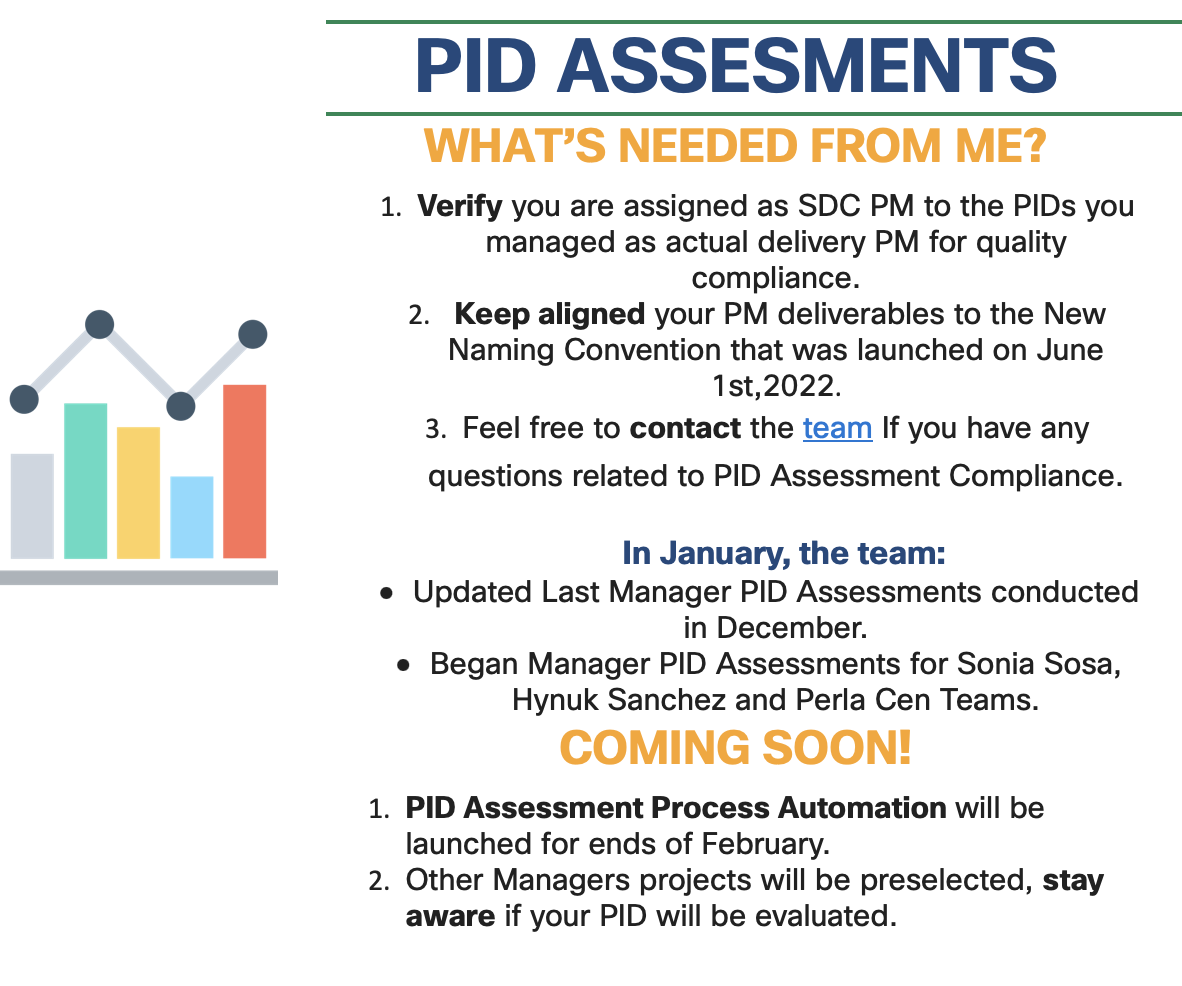 PID ASSESMENTS
WHAT'S NEEDED FROM ME?
1. Verify you are assigned as SDC PM to the PIDs you
managed as actual delivery PM for quality
compliance.
2. Keep aligned your PM deliverables to the New
Naming Convention that was launched on June
1st,2022.
3. Feel free to contact the team If you have any
questions related to PID Assessment Compliance.
In January, the team:
● Updated Last Manager PID Assessments conducted
in December.
● Began Manager PID Assessments for Sonia Sosa,
Hynuk Sanchez and Perla Cen Teams.
COMING SOON!
1. PID Assessment Process Automation will be
launched for ends of February.
2. Other Managers projects will be preselected, stay
aware if your PID will be evaluated.